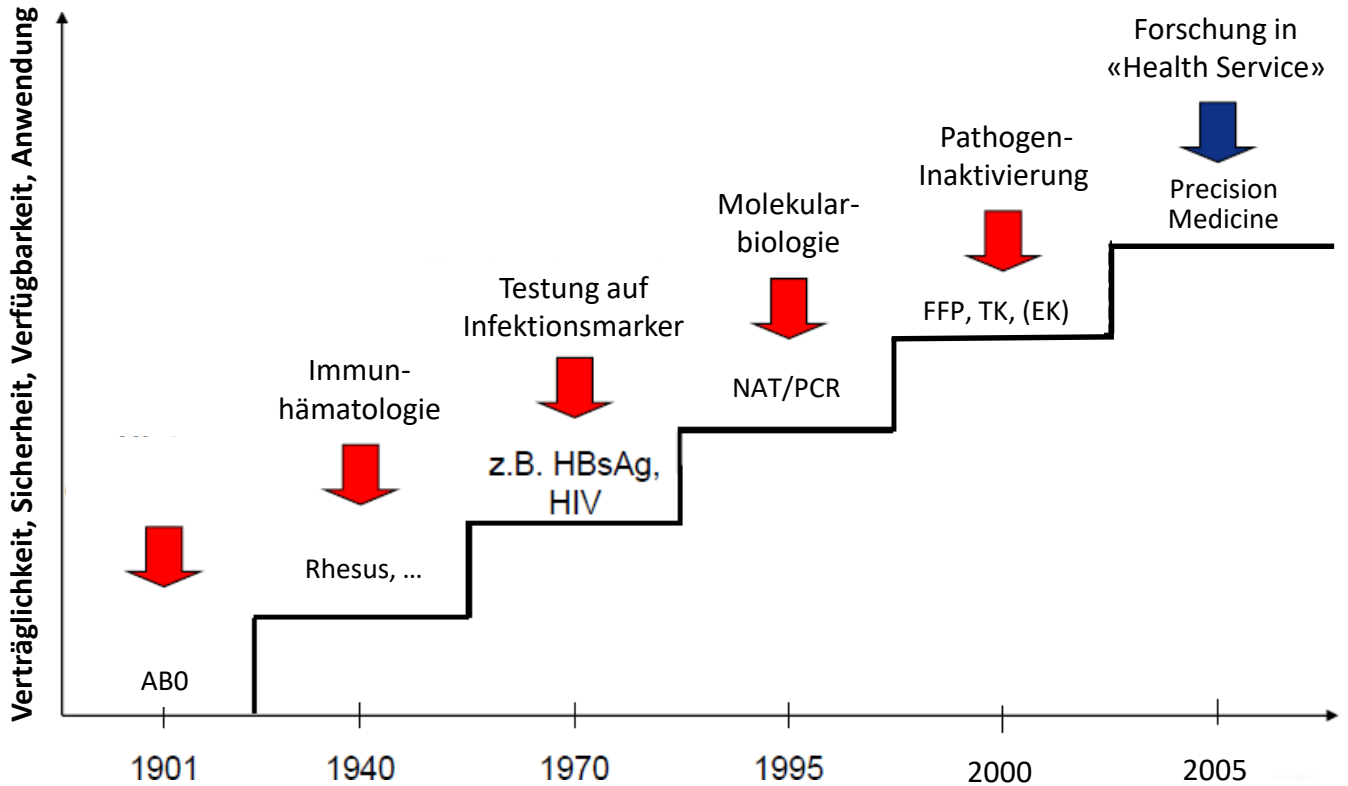 Verträglichkeit, Sicherheit, Verfügbarkeit, Anwendung
Forschung in
«Health Service»
Precision
Medicine
Pathogen-
Inaktivierung
FFP, TK, (EK)
Molekular-
biologie
NAT/PCR
Testung auf
Infektionsmarker
z.B. HBsAg,
HIV
Immun-
hämatologie
Rhesus, ...
AB0
1901
1940
1970
1995
2000
2005